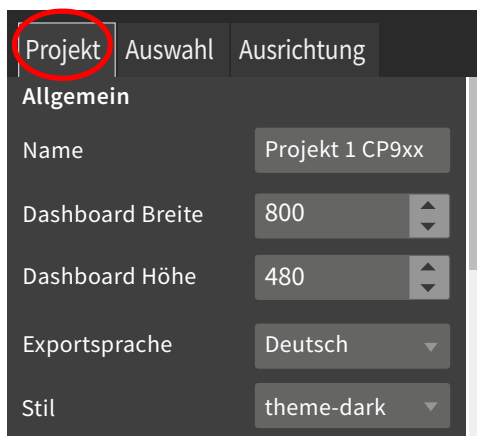 Projekt Auswahl Ausrichtung
Allgemein
Name Projekt 1 CP9xx
Dashboard Breite 800
Dashboard Höhe 480
Exportsprache Deutsch
Stil theme-dark